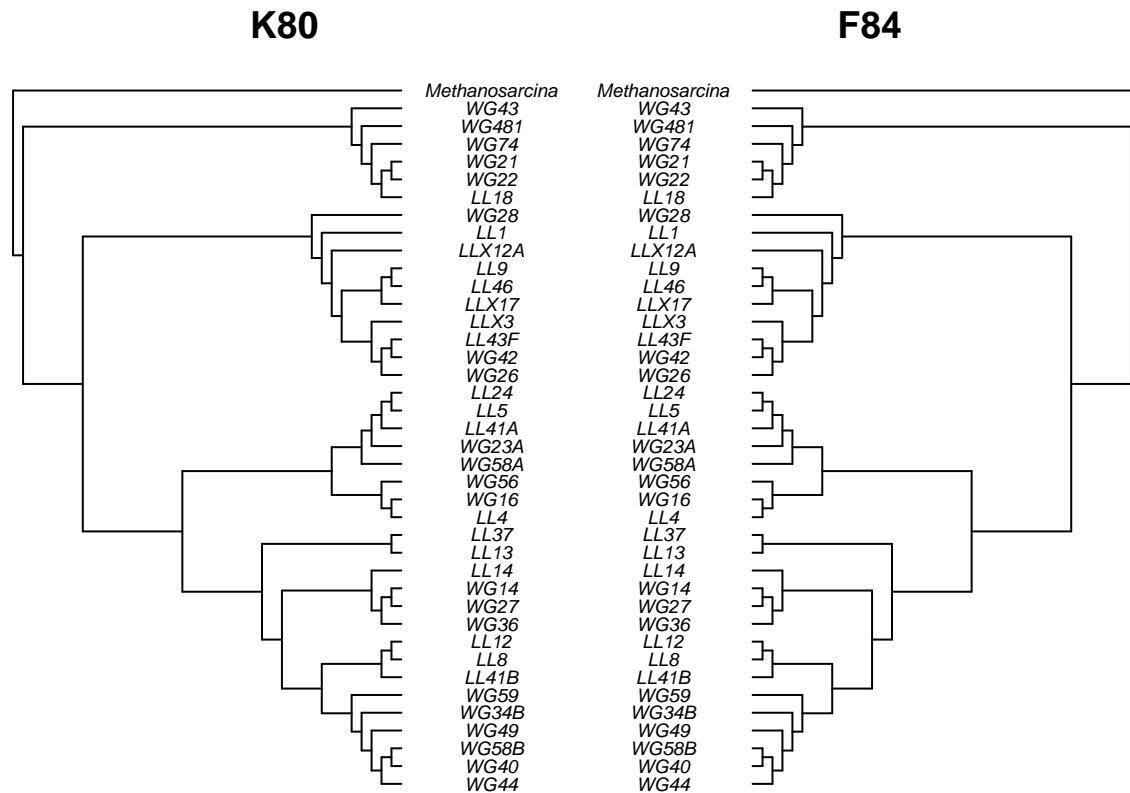 K80 F84
Methanosarcina Methanosarcina
WG43 WG43
WG481 WG481
WG74 WG74
WG21 WG21
WG22 WG22
LL18 LL18
WG28 WG28
LL1 LL1
LLX12A LLX12A
LL9 LL9
LL46 LL46
LLX17 LLX17
LLX3 LLX3
LL43F LL43F
WG42 WG42
WG26 WG26
LL24 LL24
LL5 LL5
LL41A LL41A
WG23A WG23A
WG58A WG58A
WG56 WG56
WG16 WG16
LL4 LL4
LL37 LL37
LL13 LL13
LL14 LL14
WG14 WG14
WG27 WG27
WG36 WG36
LL12 LL12
LL8 LL8
LL41B LL41B
WG59 WG59
WG34B WG34B
WG49 WG49
WG58B WG58B
WG40 WG40
WG44 WG44